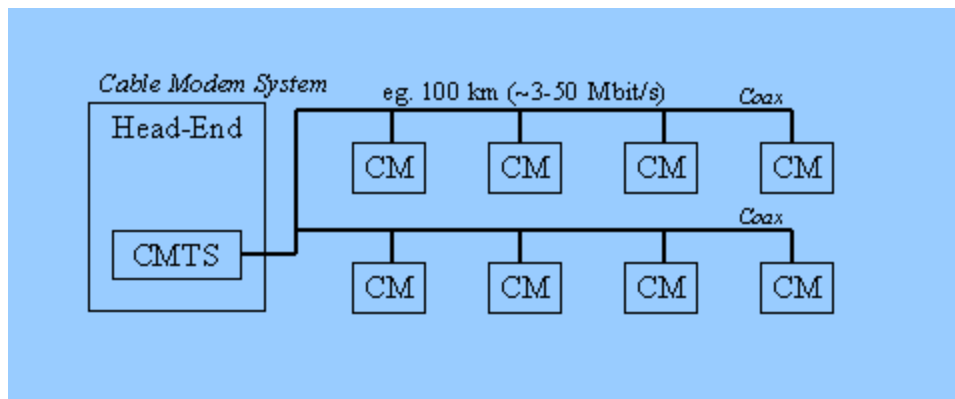 Cable Modem System
eg. 100 km (~3-50 Mbit/s)
Coax
Head-End
CM CM CM CM
Coax
CMTS
CM CM CM CM